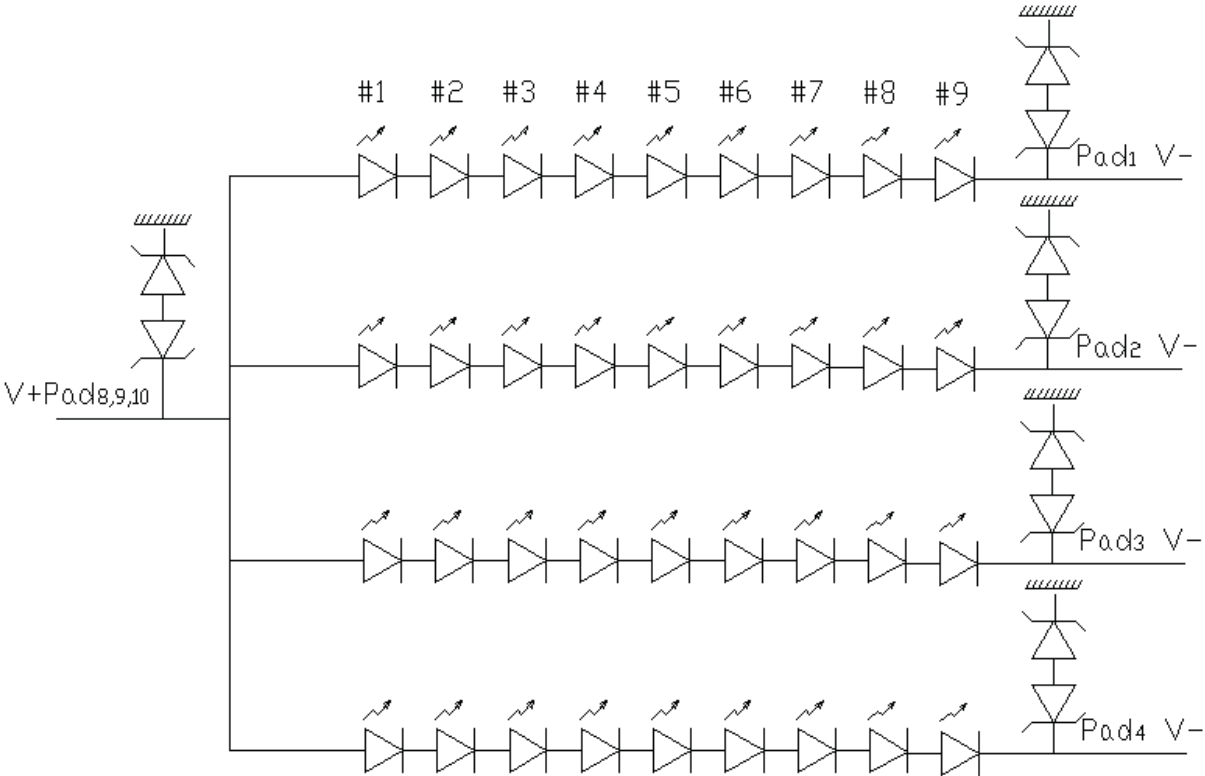 #1 #2 #3 #4 #5 #6 #7 #8 #9
Pad1 V-
Pad2 V-
V+Pad8,9,10
Pad3 V-
Pad4 V-